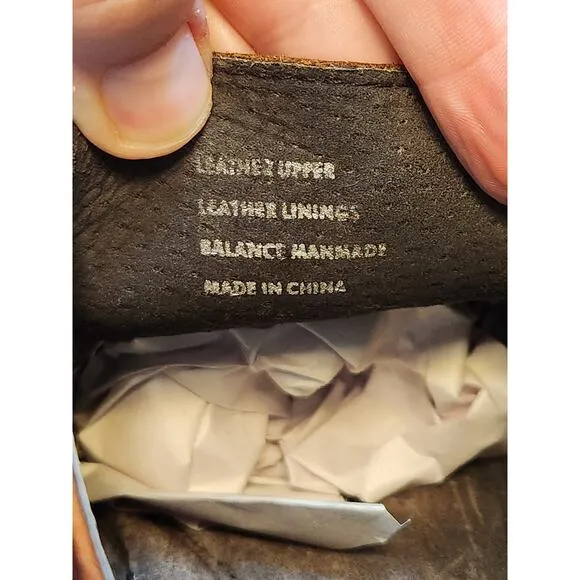 LEATHER UPPER
LEATHER LININGS
BALANCE MANMADE
MADE IN CHINA